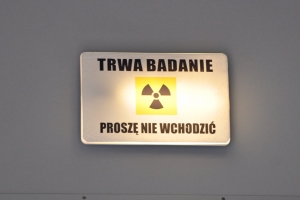 TRWA BADANIE
PROSZĘ NIE WCHODZIĆ